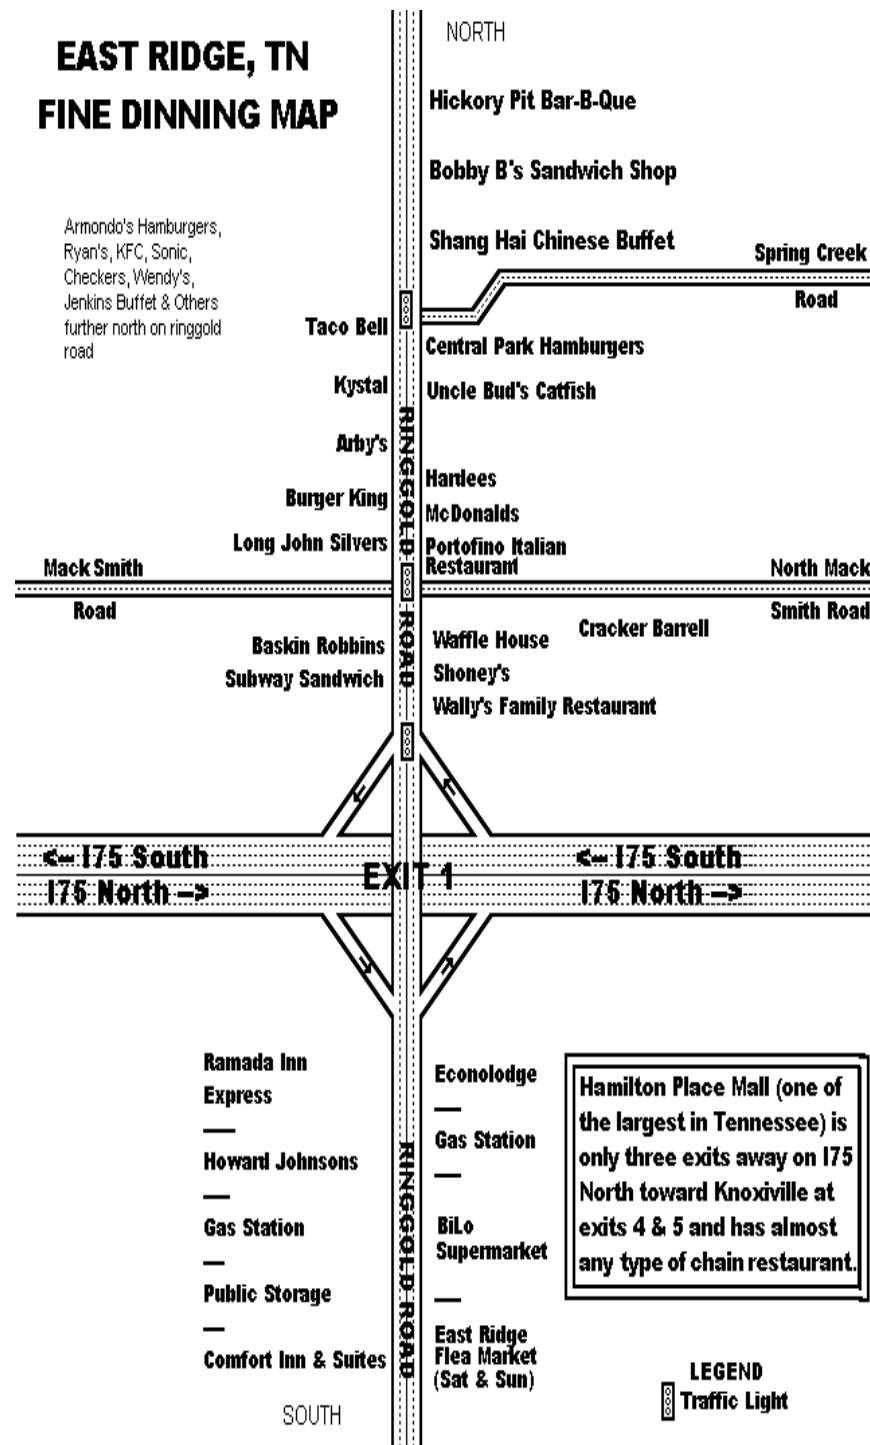 NORTH
EAST RIDGE, TN
FINE DINNING MAP
Hickory Pit Bar-B-Que
Bobby B's Sandwich Shop
Armondo's Hamburgers,
Ryan's, KFC, Sonic,
Checkers, Wendy's,
Jenkins Buffet & Others
further north on ringgold
road
Shang Hai Chinese Buffet
Spring Creek
Road
Taco Bell
Central Park Hamburgers
Kystal
Uncle Bud's Catfish
Arby's
RINGGOLD ROAD
Hardees
Burger King
McDonalds
Long John Silvers
Portofino Italian
Restaurant
Mack Smith
Road
North Mack
Smith Road
Baskin Robbins
Subway Sandwich
Waffle House
Cracker Barrell
Shoney's
Wally's Family Restaurant
<-- I75 South
I75 North -->
EXIT 1
<-- I75 South
I75 North -->
Ramada Inn
Express
Howard Johnsons
Gas Station
Public Storage
Comfort Inn & Suites
RINGGOLD ROAD
Econolodge
Gas Station
BiLo
Supermarket
East Ridge
Flea Market
(Sat & Sun)
Hamilton Place Mall (one of
the largest in Tennessee) is
only three exits away on I75
North toward Knoxiville at
exits 4 & 5 and has almost
any type of chain restaurant.
LEGEND
Traffic Light
SOUTH